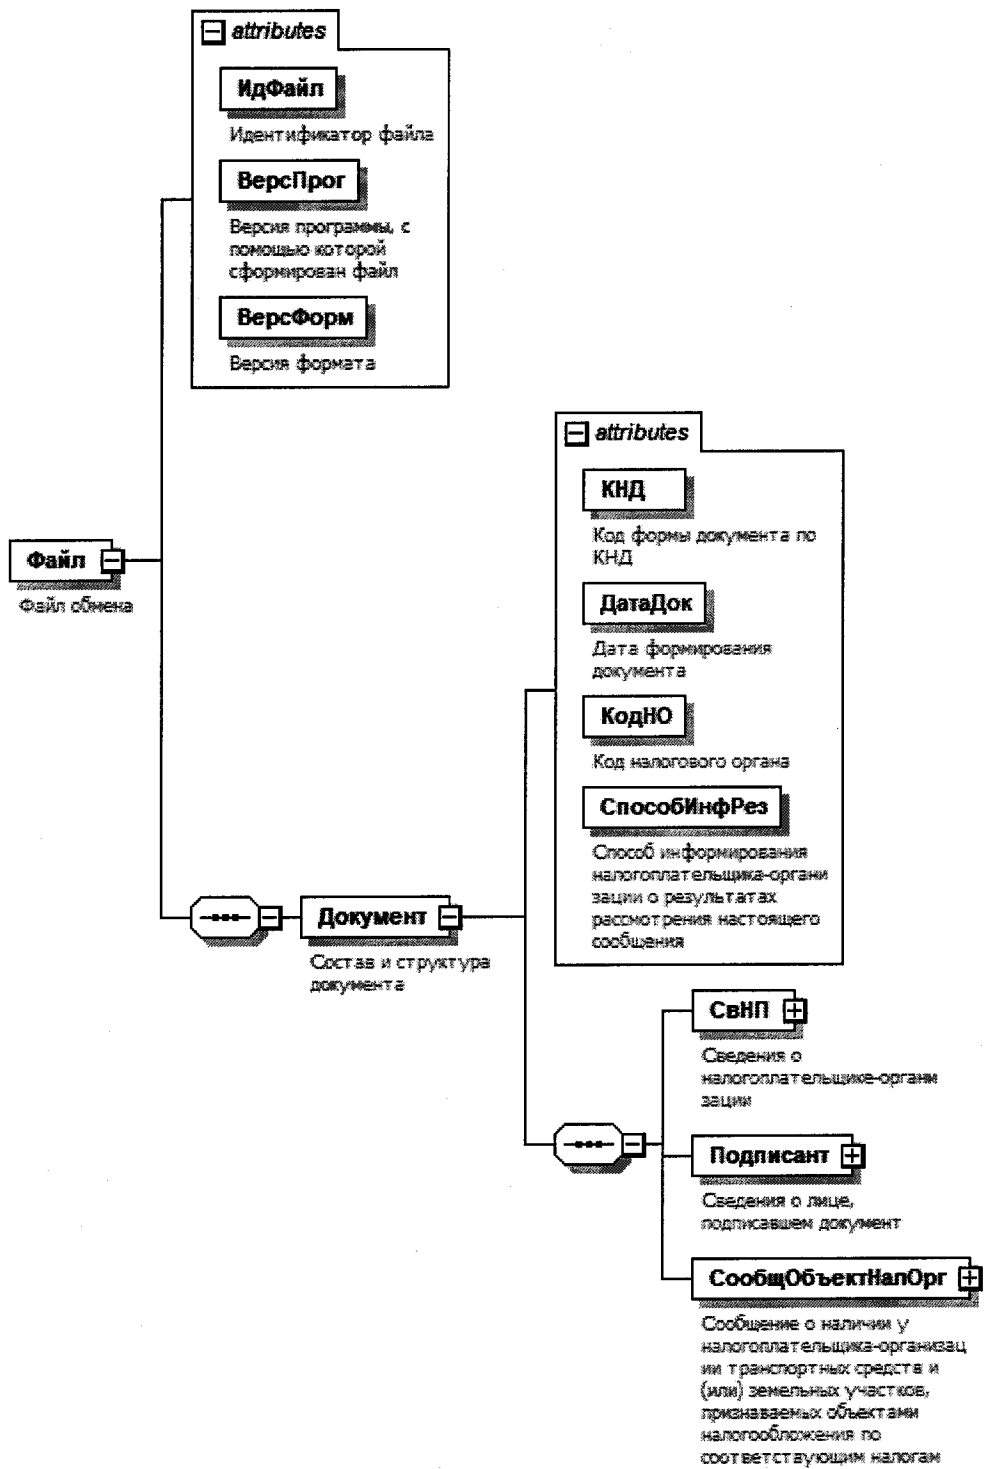 attributes
ИдФайл
Идентификатор файла
ВерсПрог
Версия программы, с
помощью которой
сформирован файл
ВерсФорм
Версия формата
attributes
КНД
Код формы документа по
КНД
Файл
Файл обмена
ДатаДок
Дата формирования
документа
КодНО
Код налогового органа
СпособИнфРез
Способ информирования
налогоплательщика-органи
зации о результатах
рассмотрения настоящего
сообщения
Документ
Состав и структура
документа
СвНП
Сведения о
налогоплательщике-органи
зации
Подписант
Сведения о лице,
подписавшем документ
СообщОбъектНалОрг
Сообщение о наличии у
налогоплательщика-организац
ии транспортных средств и
(или) земельных участков,
признаваемых объектами
налогообложения по
соответствующим налогам